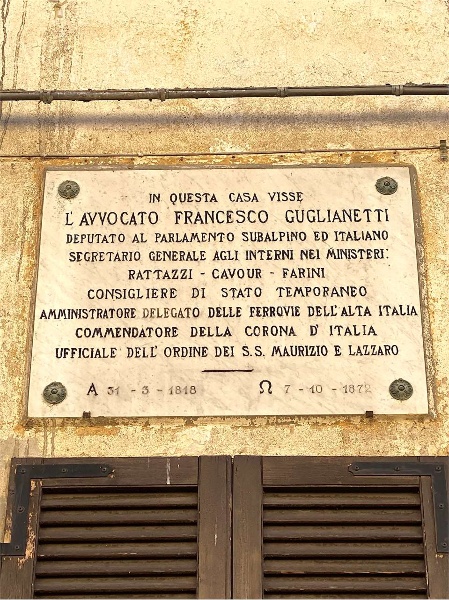 IN QUESTA CASA VISSE
L'AVVOCATO FRANCESCO GUGLIANETTI
DEPUTATO AL PARLAMENTO SUBALPINO ED ITALIANO
SEGRETARIO GENERALE AGLI INTERNI NEI MINISTERI:
RATTAZZI - CAVOUR - FARINI
CONSIGLIERE DI STATO TEMPORANEO
AMMINISTRATORE DELEGATO DELLE FERROVIE DELL'ALTA ITALIA
COMMENDATORE DELLA CORONA D'ITALIA
UFFICIALE DELL'ORDINE DEI S.S. MAURIZIO E LAZZARO
Α 31 - 3 - 1818 Ω 7 - 10 - 1872